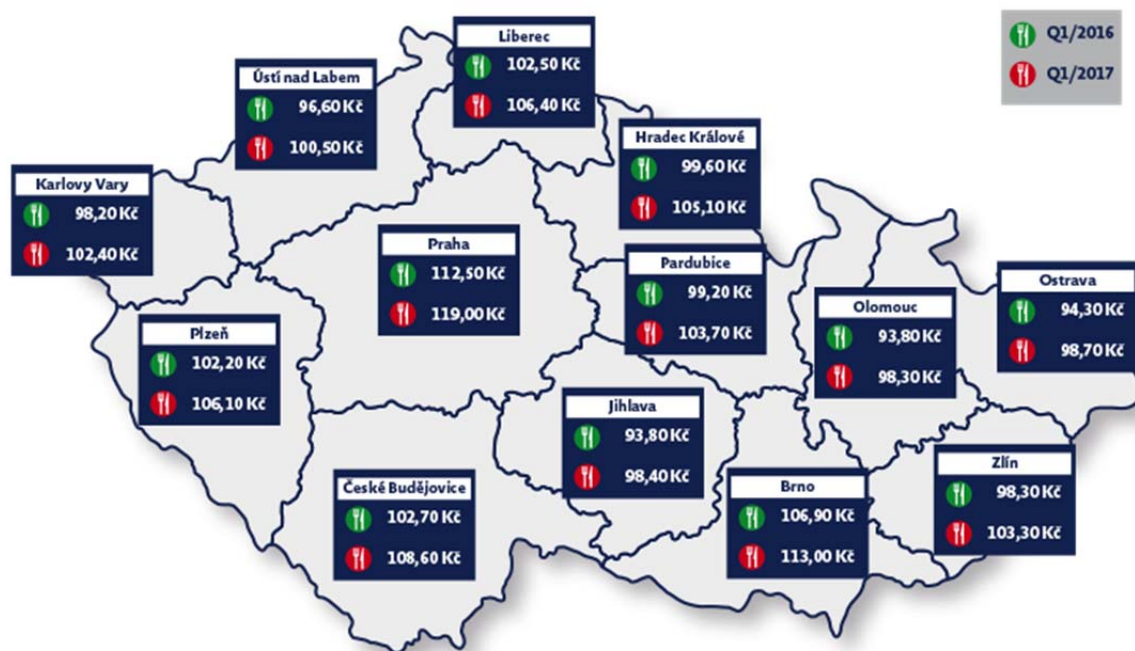 Liberec
102,50 Kč
106,40 Kč
Q1/2016
Q1/2017
Ústí nad Labem
96,60 Kč
100,50 Kč
Hradec Králové
99,60 Kč
105,10 Kč
Karlovy Vary
98,20 Kč
102,40 Kč
Praha
112,50 Kč
119,00 Kč
Pardubice
99,20 Kč
103,70 Kč
Ostrava
94,30 Kč
98,70 Kč
Olomouc
93,80 Kč
98,30 Kč
Plzeň
102,20 Kč
106,10 Kč
Jihlava
93,80 Kč
98,40 Kč
Zlín
98,30 Kč
103,30 Kč
České Budějovice
102,70 Kč
108,60 Kč
Brno
106,90 Kč
113,00 Kč